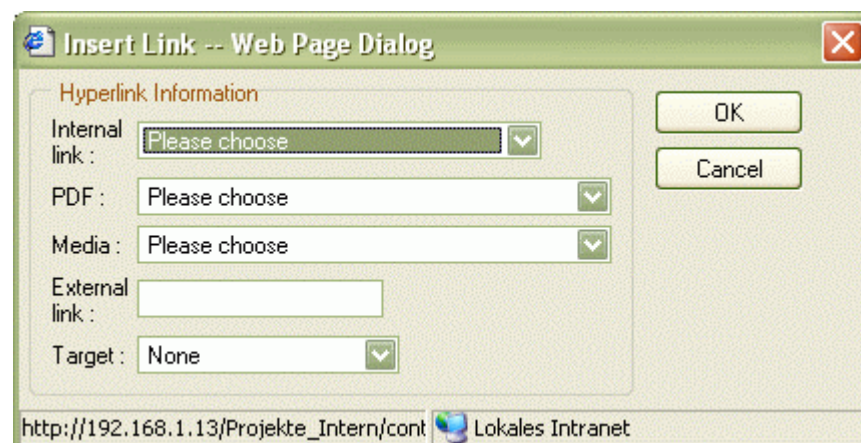 Insert Link -- Web Page Dialog
Hyperlink Information
Internal
link :
Please choose
PDF :
Please choose
Media :
Please choose
External
link :
Target :
None
OK
Cancel
http://192.168.1.13/Projekte_Intern/cont
Lokales Intranet